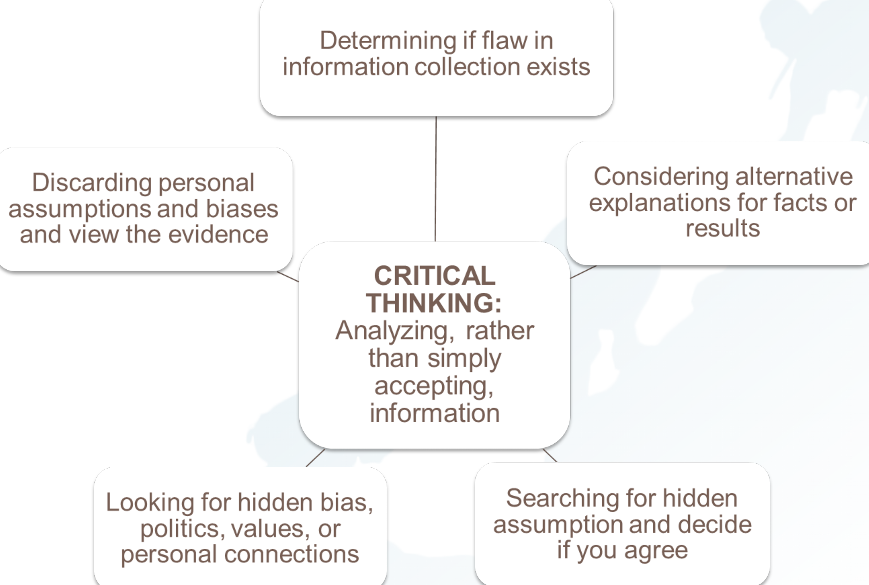 Determining if flaw in
information collection exists
Discarding personal
assumptions and biases
and view the evidence
Considering alternative
explanations for facts or
results
CRITICAL
THINKING:
Analyzing, rather
than simply
accepting,
information
Looking for hidden bias,
politics, values, or
personal connections
Searching for hidden
assumption and decide
if you agree